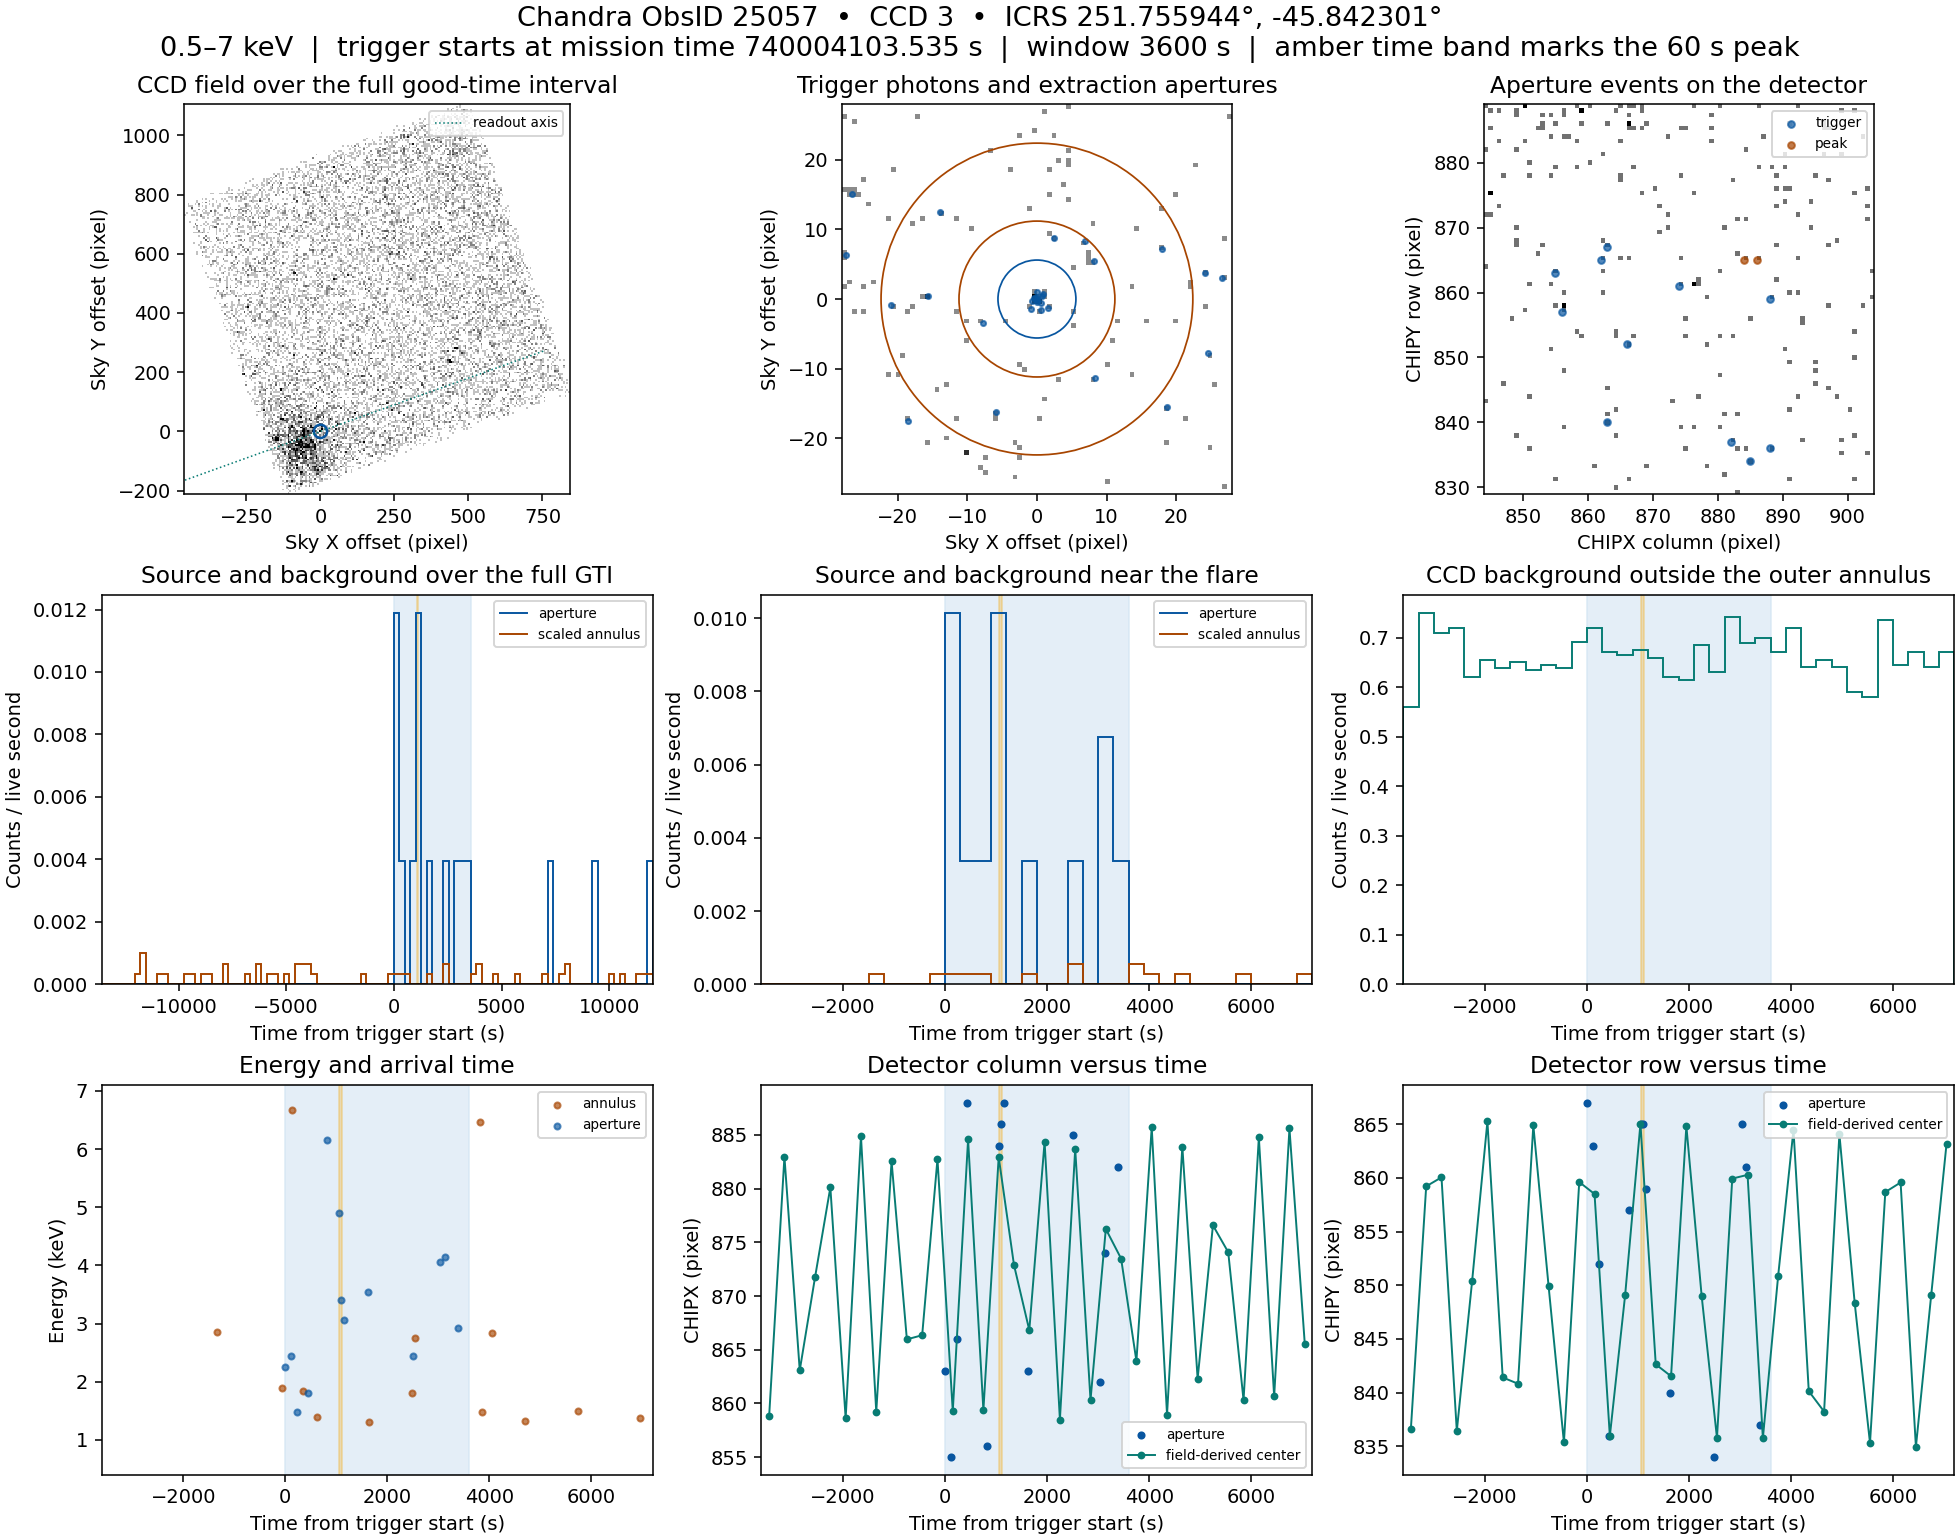 Chandra ObsID 25057 • CCD 3 • ICRS 251.755944°, -45.842301°
0.5–7 keV | trigger starts at mission time 740004103.535 s | window 3600 s | amber time band marks the 60 s peak
CCD field over the full good-time interval
readout axis
1000
800
600
400
200
0
−200
−250
0
250
500
750
Sky Y offset (pixel)
Sky X offset (pixel)
Trigger photons and extraction apertures
20
10
0
−10
−20
−20
−10
0
10
20
Sky Y offset (pixel)
Sky X offset (pixel)
Aperture events on the detector
trigger
peak
880
870
860
850
840
830
850
860
870
880
890
900
CHIPY row (pixel)
CHIPX column (pixel)
Source and background over the full GTI
aperture
scaled annulus
0.012
0.010
0.008
0.006
0.004
0.002
0.000
−10000
−5000
0
5000
10000
Counts / live second
Time from trigger start (s)
Source and background near the flare
aperture
scaled annulus
0.010
0.008
0.006
0.004
0.002
0.000
−2000
0
2000
4000
6000
Counts / live second
Time from trigger start (s)
CCD background outside the outer annulus
0.7
0.6
0.5
0.4
0.3
0.2
0.1
0.0
−2000
0
2000
4000
6000
Counts / live second
Time from trigger start (s)
Energy and arrival time
annulus
aperture
7
6
5
4
3
2
1
−2000
0
2000
4000
6000
Energy (keV)
Time from trigger start (s)
Detector column versus time
aperture
field-derived center
885
880
875
870
865
860
855
−2000
0
2000
4000
6000
CHIPX (pixel)
Time from trigger start (s)
Detector row versus time
aperture
field-derived center
865
860
855
850
845
840
835
−2000
0
2000
4000
6000
CHIPY (pixel)
Time from trigger start (s)